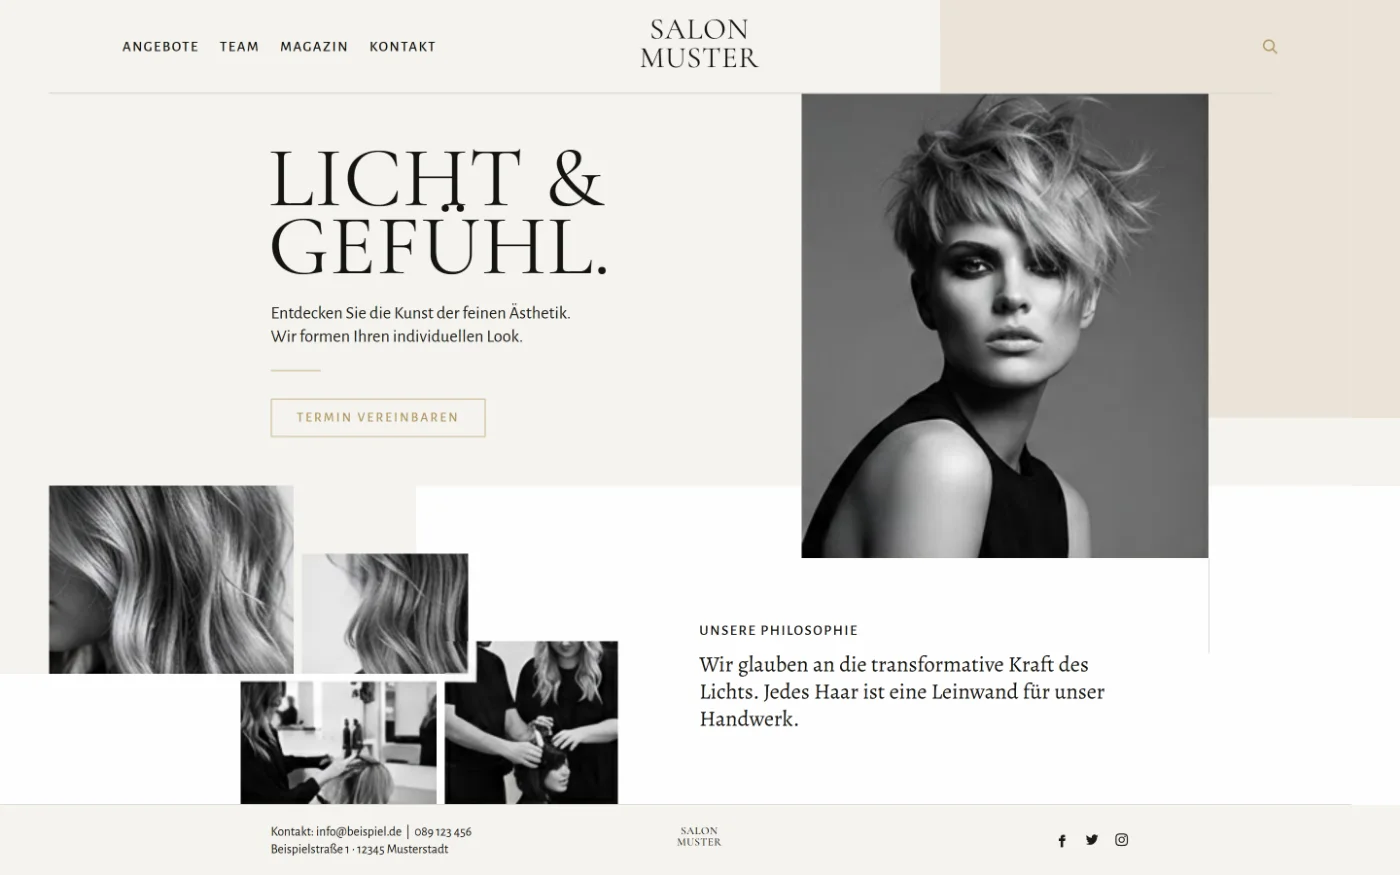 ANGEBOTE TEAM MAGAZIN KONTAKT
SALON
MUSTER
LICHT &
GEFÜHL.
Entdecken Sie die Kunst der feinen Ästhetik.
Wir formen Ihren individuellen Look.
TERMIN VEREINBAREN
UNSERE PHILOSOPHIE
Wir glauben an die transformative Kraft des
Lichts. Jedes Haar ist eine Leinwand für unser
Handwerk.
Kontakt: info@beispiel.de | 089 123 456
Beispielstraße 1 · 12345 Musterstadt
SALON
MUSTER